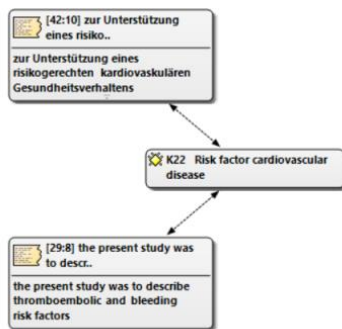 [42:10] zur Unterstützung
eines risiko..
zur Unterstützung eines
risikogerechten kardiovaskulären
Gesundheitsverhaltens
K22 Risk factor cardiovascular
disease
[29:8] the present study was
to descr..
the present study was to describe
thromboembolic and bleeding
risk factors